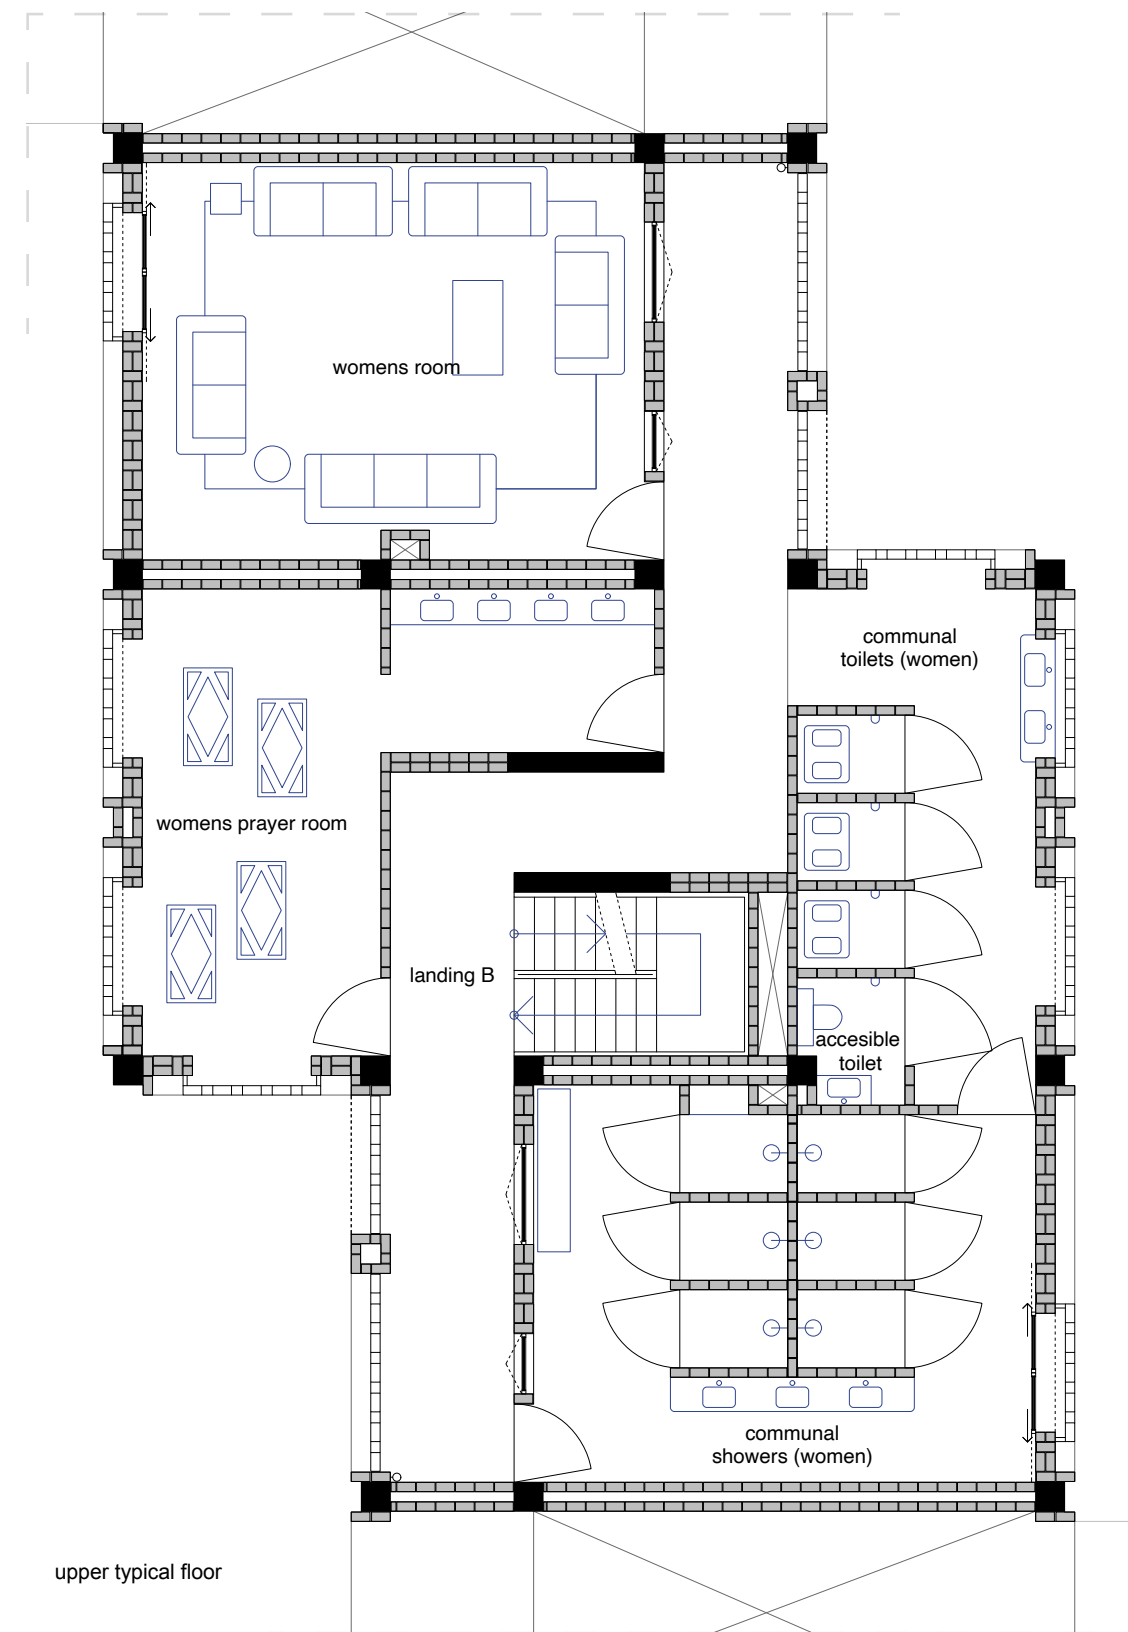 womens room
communal
toilets (women)
womens prayer room
landing B
accesible
toilet
communal
showers (women)
upper typical floor